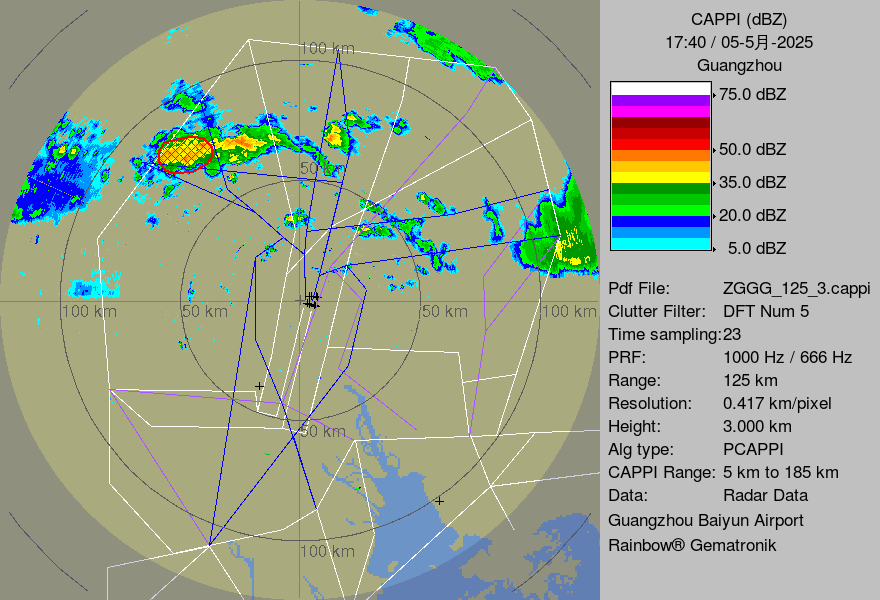 CAPPI (dBZ)
17:40 / 05-5月-2025
Guangzhou
75.0 dBZ
50.0 dBZ
35.0 dBZ
20.0 dBZ
5.0 dBZ
Pdf File: ZGGG_125_3.cappi
Clutter Filter: DFT Num 5
Time sampling:23
PRF: 1000 Hz / 666 Hz
Range: 125 km
Resolution: 0.417 km/pixel
Height: 3.000 km
Alg type: PCAPPI
CAPPI Range: 5 km to 185 km
Data: Radar Data
Guangzhou Baiyun Airport
Rainbow® Gematronik
100 km
50 km
100 km
50 km
50 km
100 km
50 km
100 km